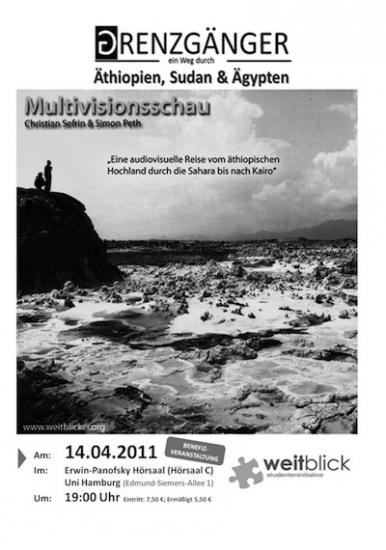 GRENZGÄNGER
ein Weg durch
Äthiopien, Sudan & Ägypten
Multivisionsschau
Christian Sefrin & Simon Peth
„Eine audiovisuelle Reise vom äthiopischen
Hochland durch die Sahara bis nach Kairo“
www.weitblicker.org
Am: 14.04.2011
BENEFIZ-
VERANSTALTUNG
Im: Erwin-Panofsky Hörsaal (Hörsaal C)
Uni Hamburg (Edmund-Siemers-Allee 1)
Um: 19:00 Uhr Eintritt: 7,50 €; Ermäßigt 5,50 €
weitblick
studenteninitiative